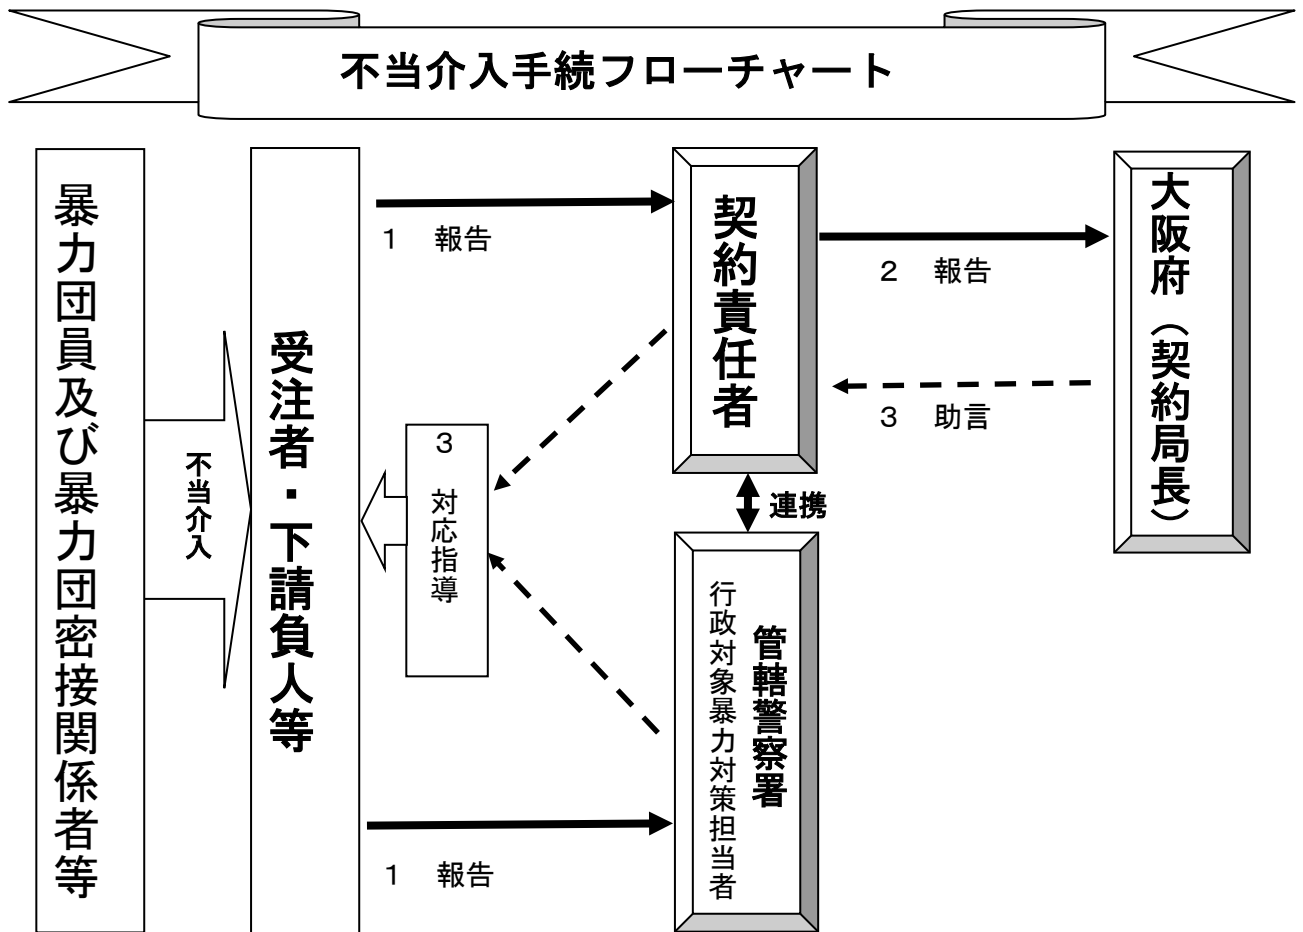 不当介入手続フローチャート
暴力団員及び暴力団密接関係者等
不当介入
受注者・下請負人等
1　報告
契約責任者
2　報告
大阪府（契約局長）
3　助言
3　対応指導
連携
管轄警察署
行政対象暴力対策担当者
1　報告